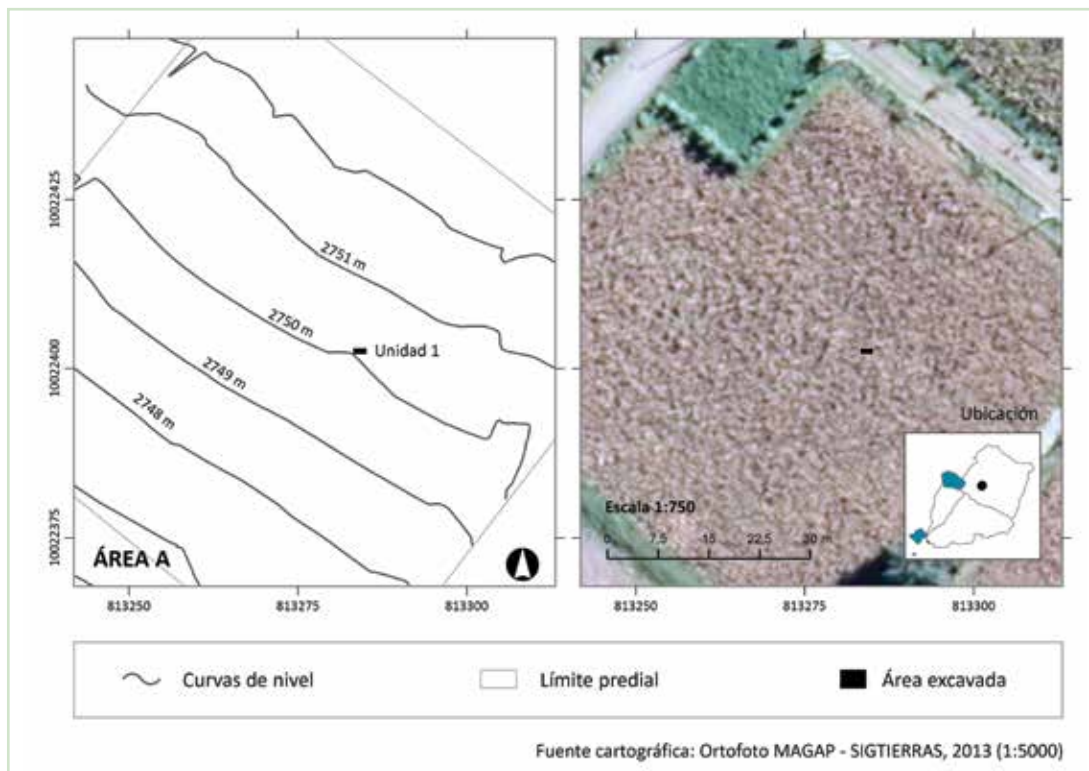 10022425
10022400
10022375
2751 m
2750 m
Unidad 1
2749 m
2748 m
ÁREA A
813250
813275
813300
Ubicación
Escala 1:750
0 7,5 15 22,5 30 m
813250
813275
813300
Curvas de nivel
Límite predial
Área excavada
Fuente cartográfica: Ortofoto MAGAP - SIGTIERRAS, 2013 (1:5000)